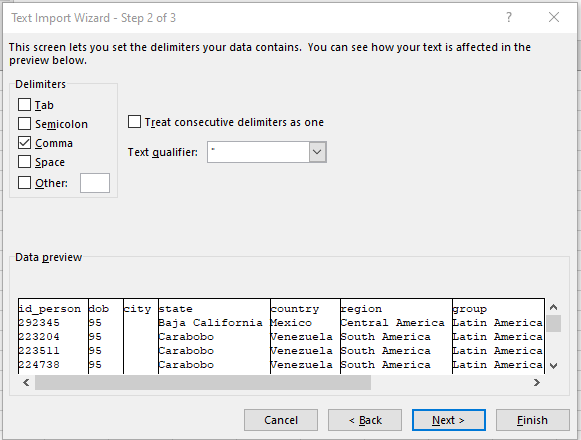 Text Import Wizard - Step 2 of 3 ?
This screen lets you set the delimiters your data contains. You can see how your text is affected in the
preview below.
Delimiters
Tab
Semicolon
Comma
Space
Other:
Treat consecutive delimiters as one
Text qualifier: "
Data preview
id_person dob city state country region group
292345 95 Baja California Mexico Central America Latin America
223204 95 Carabobo Venezuela South America Latin America
223511 95 Carabobo Venezuela South America Latin America
224738 95 Carabobo Venezuela South America Latin America
Cancel < Back Next > Finish